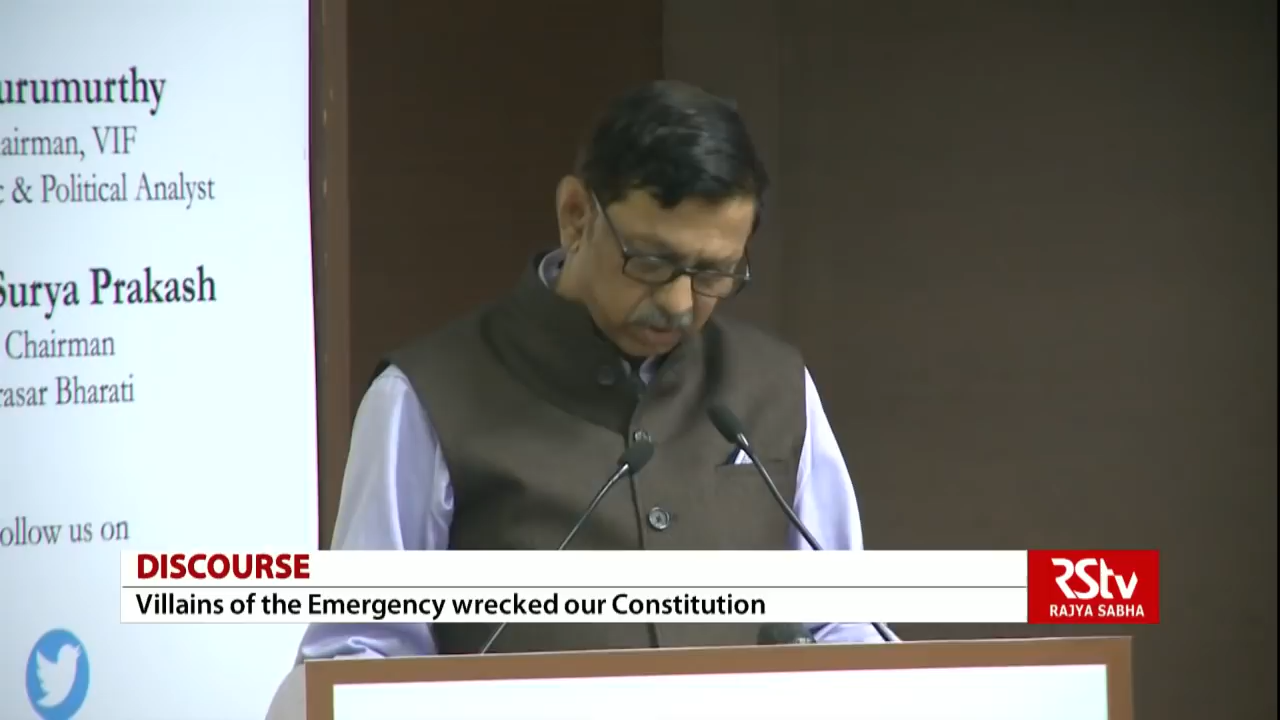 urumurthy
airman, VIF
c & Political Analyst
Surya Prakash
Chairman
rasar Bharati
ollow us on
DISCOURSE
Villains of the Emergency wrecked our Constitution
RStv
RAJYA SABHA